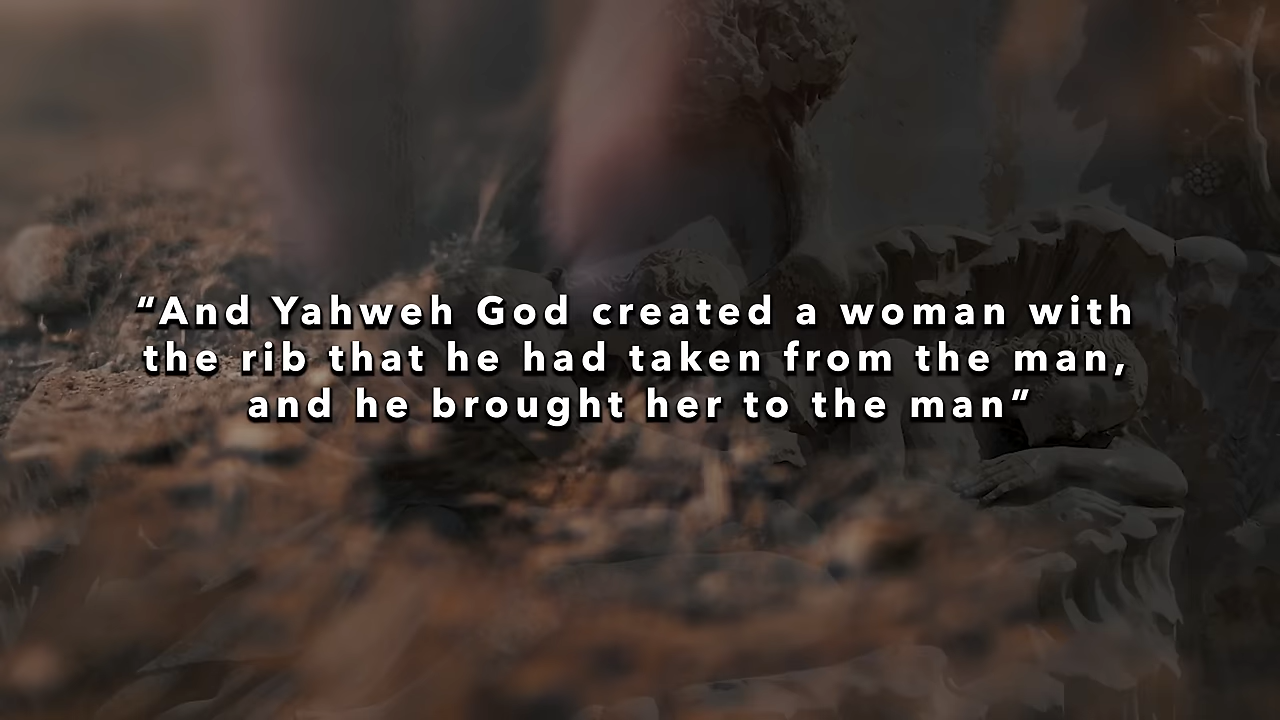 “And Yahweh God created a woman with
the rib that he had taken from the man,
and he brought her to the man”